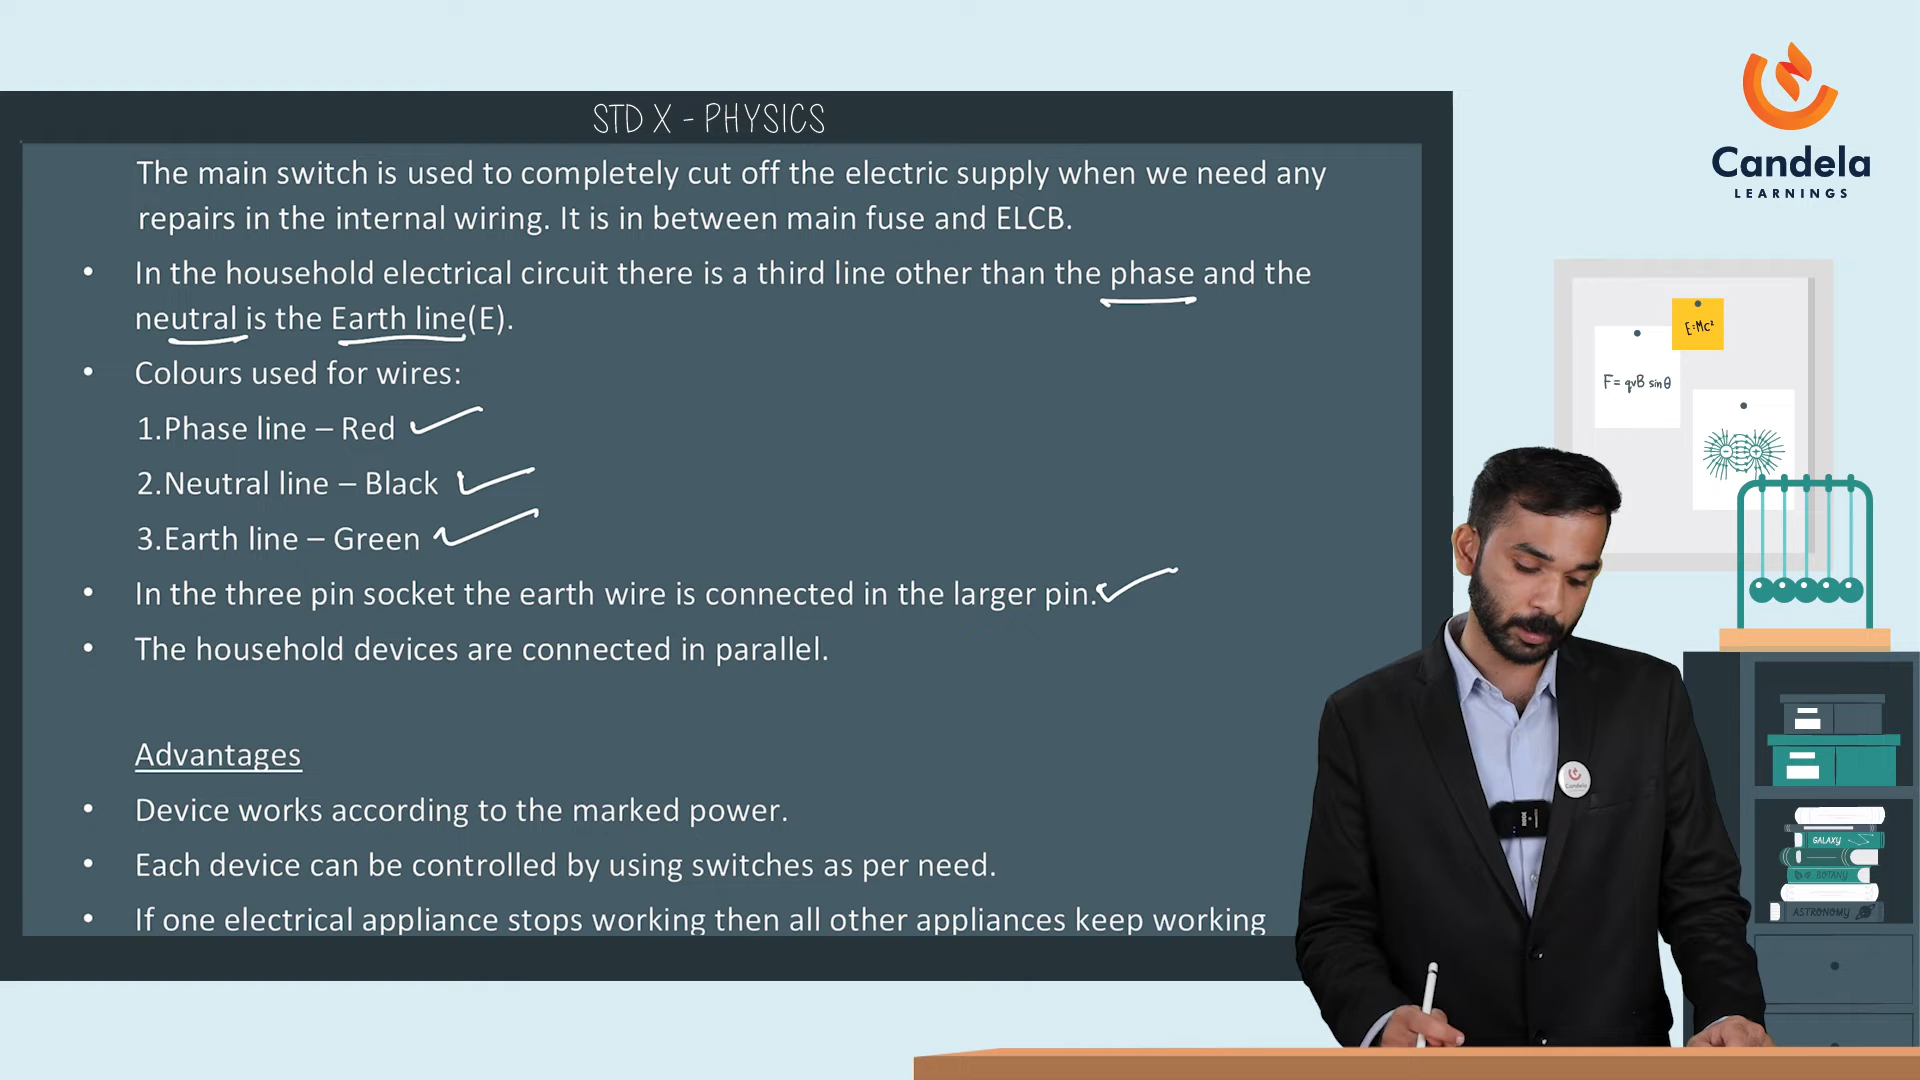 STD X - PHYSICS
The main switch is used to completely cut off the electric supply when we need any
repairs in the internal wiring. It is in between main fuse and ELCB.
• In the household electrical circuit there is a third line other than the phase and the
neutral is the Earth line(E).
• Colours used for wires:
1.Phase line – Red
2.Neutral line – Black
3.Earth line – Green
• In the three pin socket the earth wire is connected in the larger pin.
• The household devices are connected in parallel.
Advantages
• Device works according to the marked power.
• Each device can be controlled by using switches as per need.
• If one electrical appliance stops working then all other appliances keep working
Candela
LEARNINGS
E=Mc²
F= qvB sinθ
Candela
GALAXY
BOTANY
ASTRONOMY